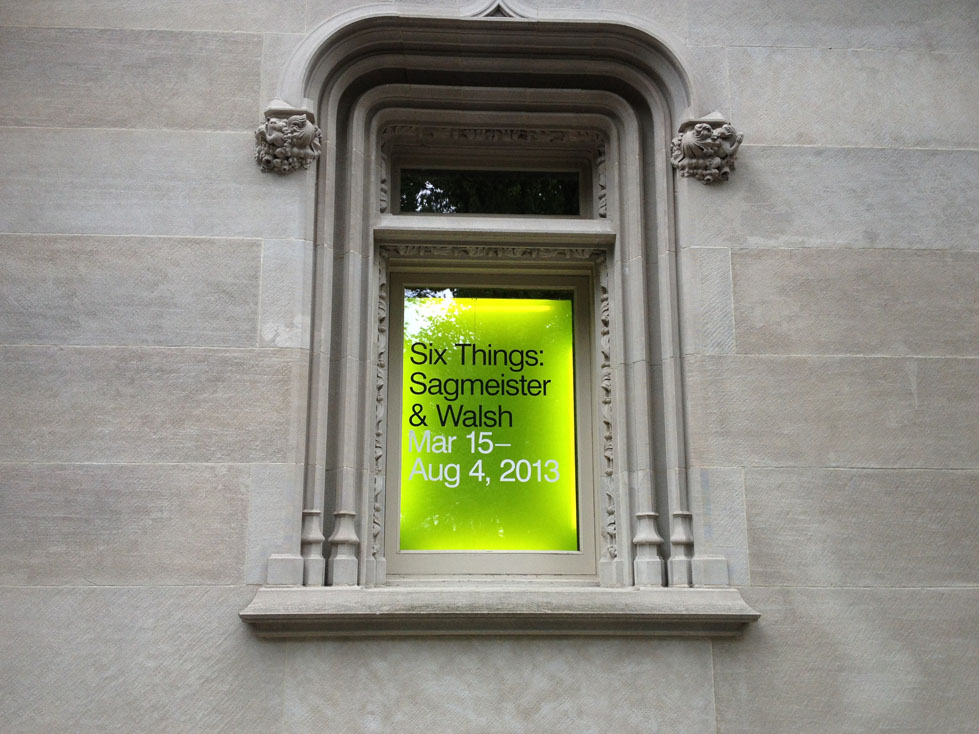 Six Things:
Sagmeister
& Walsh
Mar 15–
Aug 4, 2013